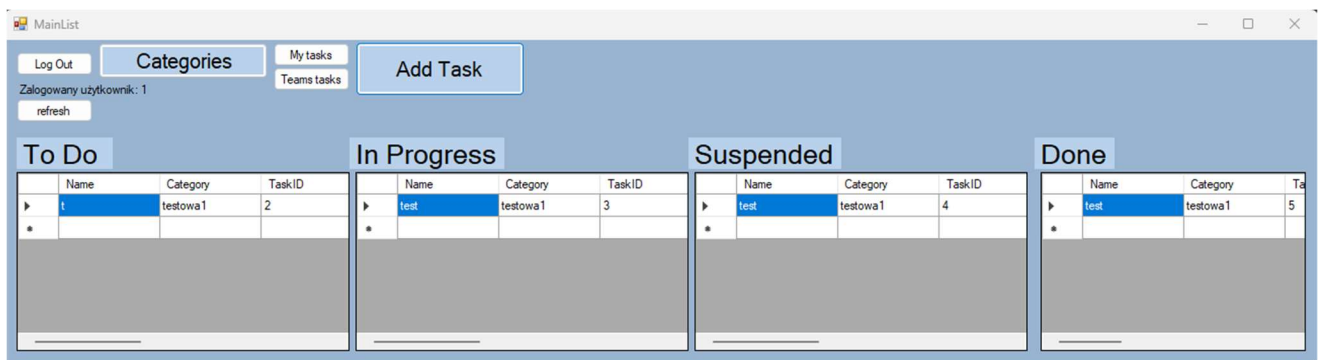 MainList
Log Out Categories My tasks Add Task
Teams tasks
Zalogowany użytkownik: 1
refresh
To Do In Progress Suspended Done
Name Category TaskID Name Category TaskID Name Category TaskID Name Category Ta
t testowa1 2 test testowa1 3 test testowa1 4 test testowa1 5